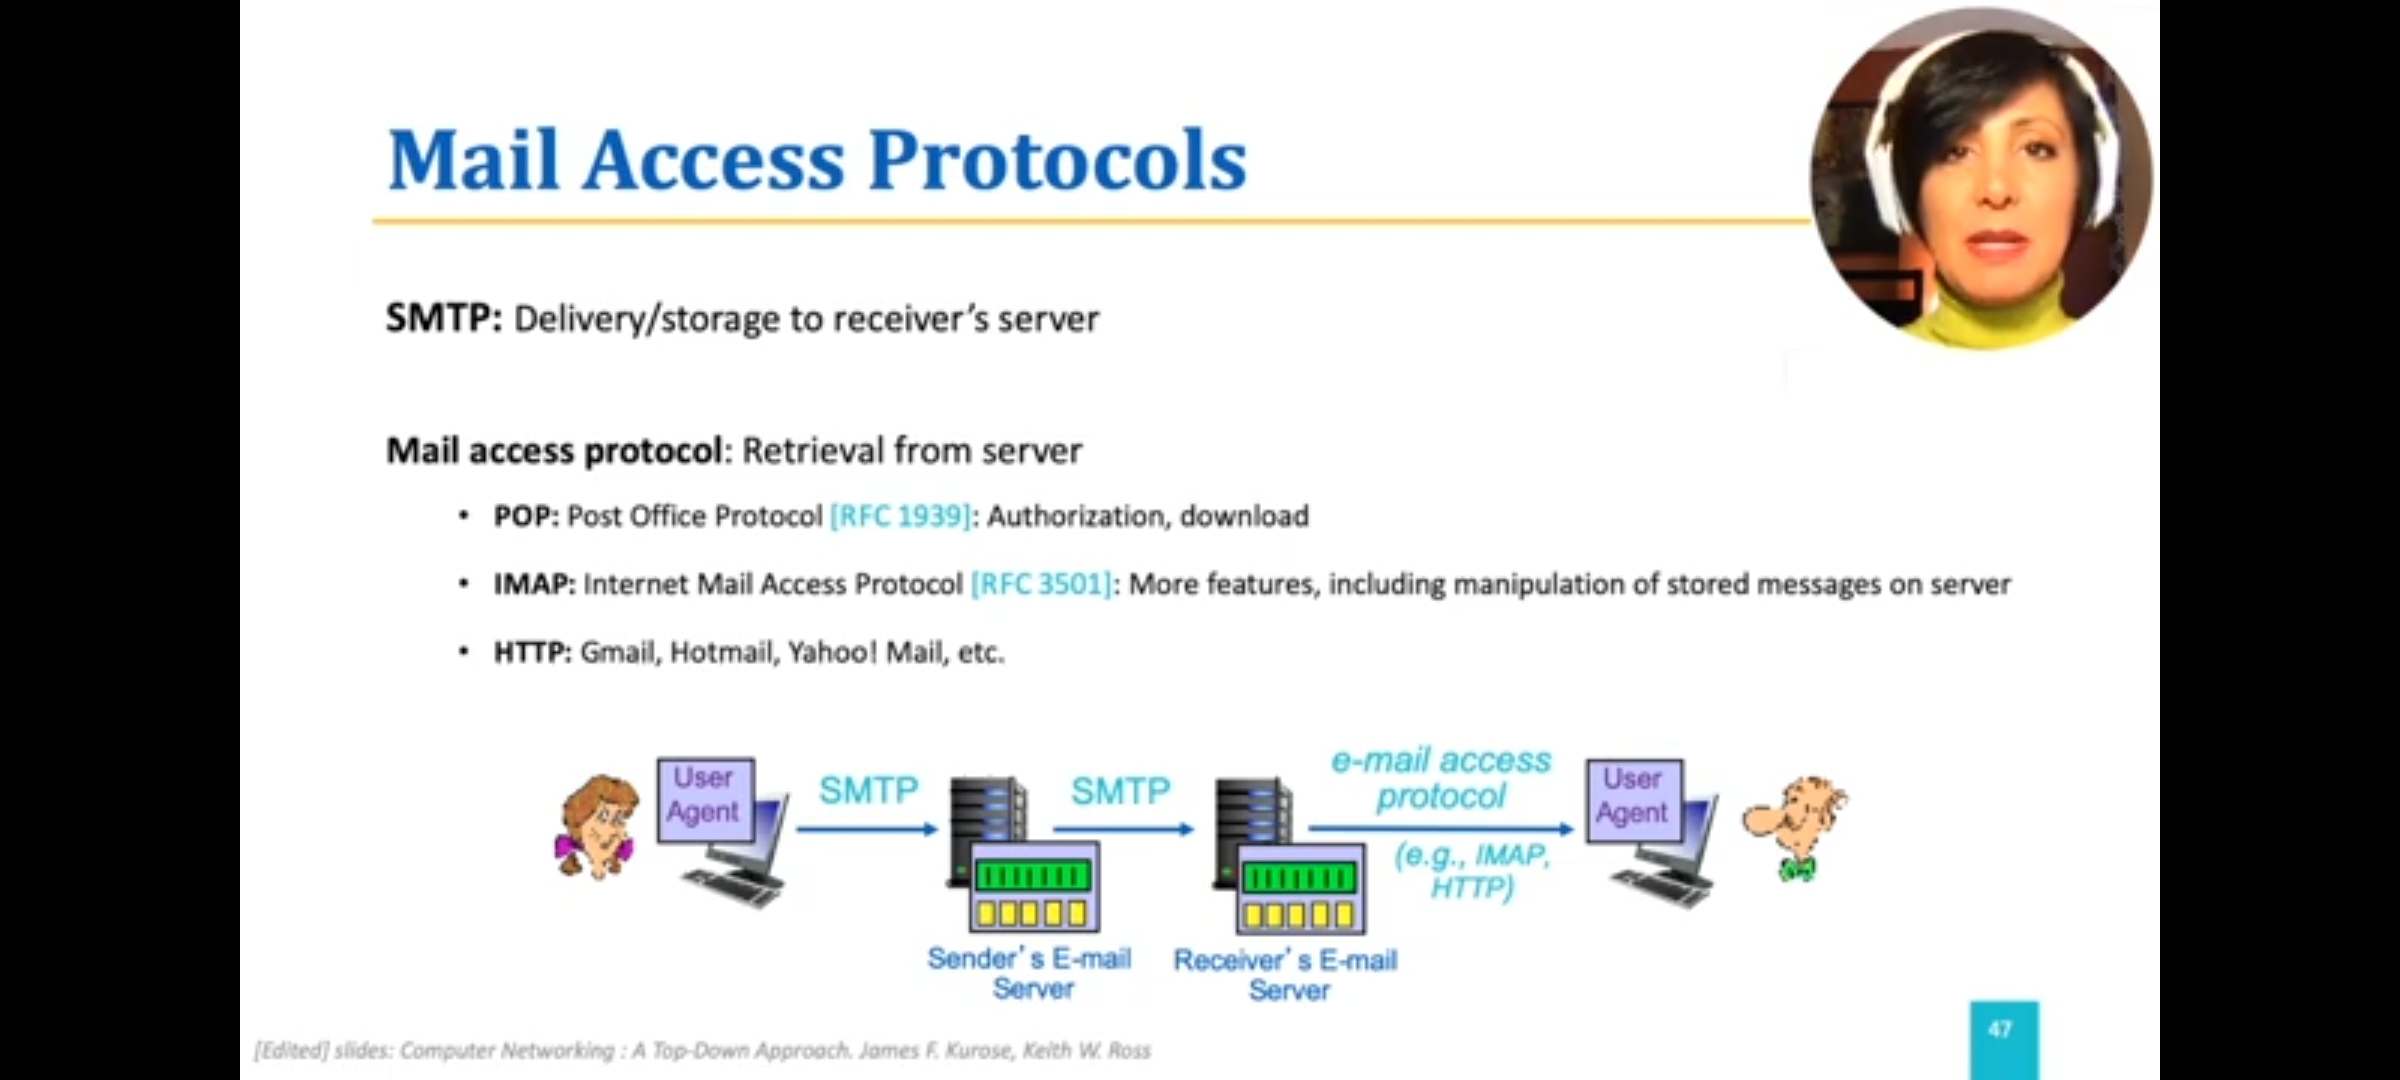 Mail Access Protocols
SMTP: Delivery/storage to receiver's server
Mail access protocol: Retrieval from server
• POP: Post Office Protocol [RFC 1939]: Authorization, download
• IMAP: Internet Mail Access Protocol [RFC 3501]: More features, including manipulation of stored messages on server
• HTTP: Gmail, Hotmail, Yahoo! Mail, etc.
User
Agent
SMTP
SMTP
e-mail access
protocol
(e.g., IMAP,
HTTP)
User
Agent
Sender's E-mail
Server
Receiver's E-mail
Server
47
[Edited] slides: Computer Networking : A Top-Down Approach. James F. Kurose, Keith W. Ross